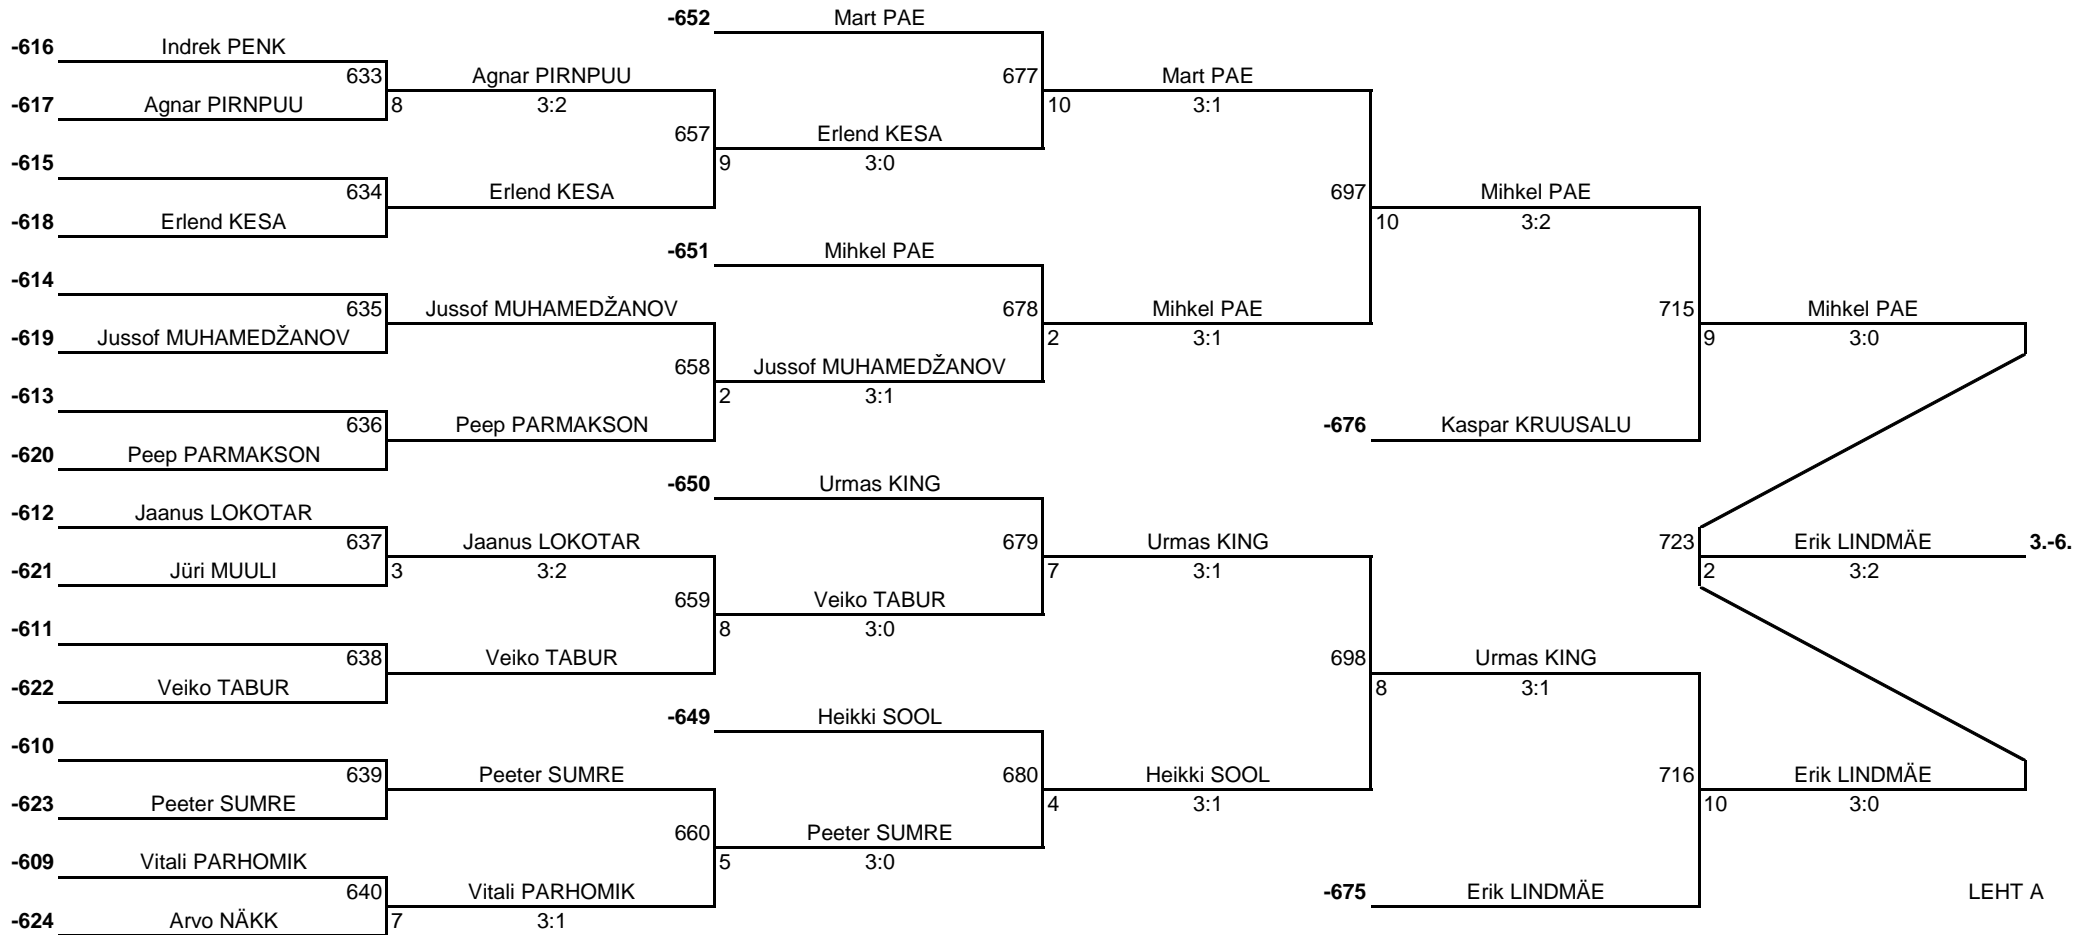 -652 Mart PAE
-616 Indrek PENK
633 Agnar PIRNPUU 677 Mart PAE
-617 Agnar PIRNPUU 8 3:2 10 3:1
657 Erlend KESA
-615 9 3:0
634 Erlend KESA 697 Mihkel PAE
-618 Erlend KESA 10 3:2
-651 Mihkel PAE
-614
635 Jussof MUHAMEDŽANOV 678 Mihkel PAE 715 Mihkel PAE
-619 Jussof MUHAMEDŽANOV 2 3:1 9 3:0
658 Jussof MUHAMEDŽANOV
-613 2 3:1
636 Peep PARMAKSON -676 Kaspar KRUUSALU
-620 Peep PARMAKSON
-650 Urmas KING
-612 Jaanus LOKOTAR
637 Jaanus LOKOTAR 679 Urmas KING 723 Erik LINDMÄE 3.-6.
-621 Jüri MUULI 3 3:2 7 3:1 2 3:2
659 Veiko TABUR
-611 8 3:0
638 Veiko TABUR 698 Urmas KING
-622 Veiko TABUR 8 3:1
-649 Heikki SOOL
-610
639 Peeter SUMRE 680 Heikki SOOL 716 Erik LINDMÄE
-623 Peeter SUMRE 4 3:1 10 3:0
660 Peeter SUMRE
-609 Vitali PARHOMIK 5 3:0
640 Vitali PARHOMIK -675 Erik LINDMÄE LEHT A
-624 Arvo NÄKK 7 3:1